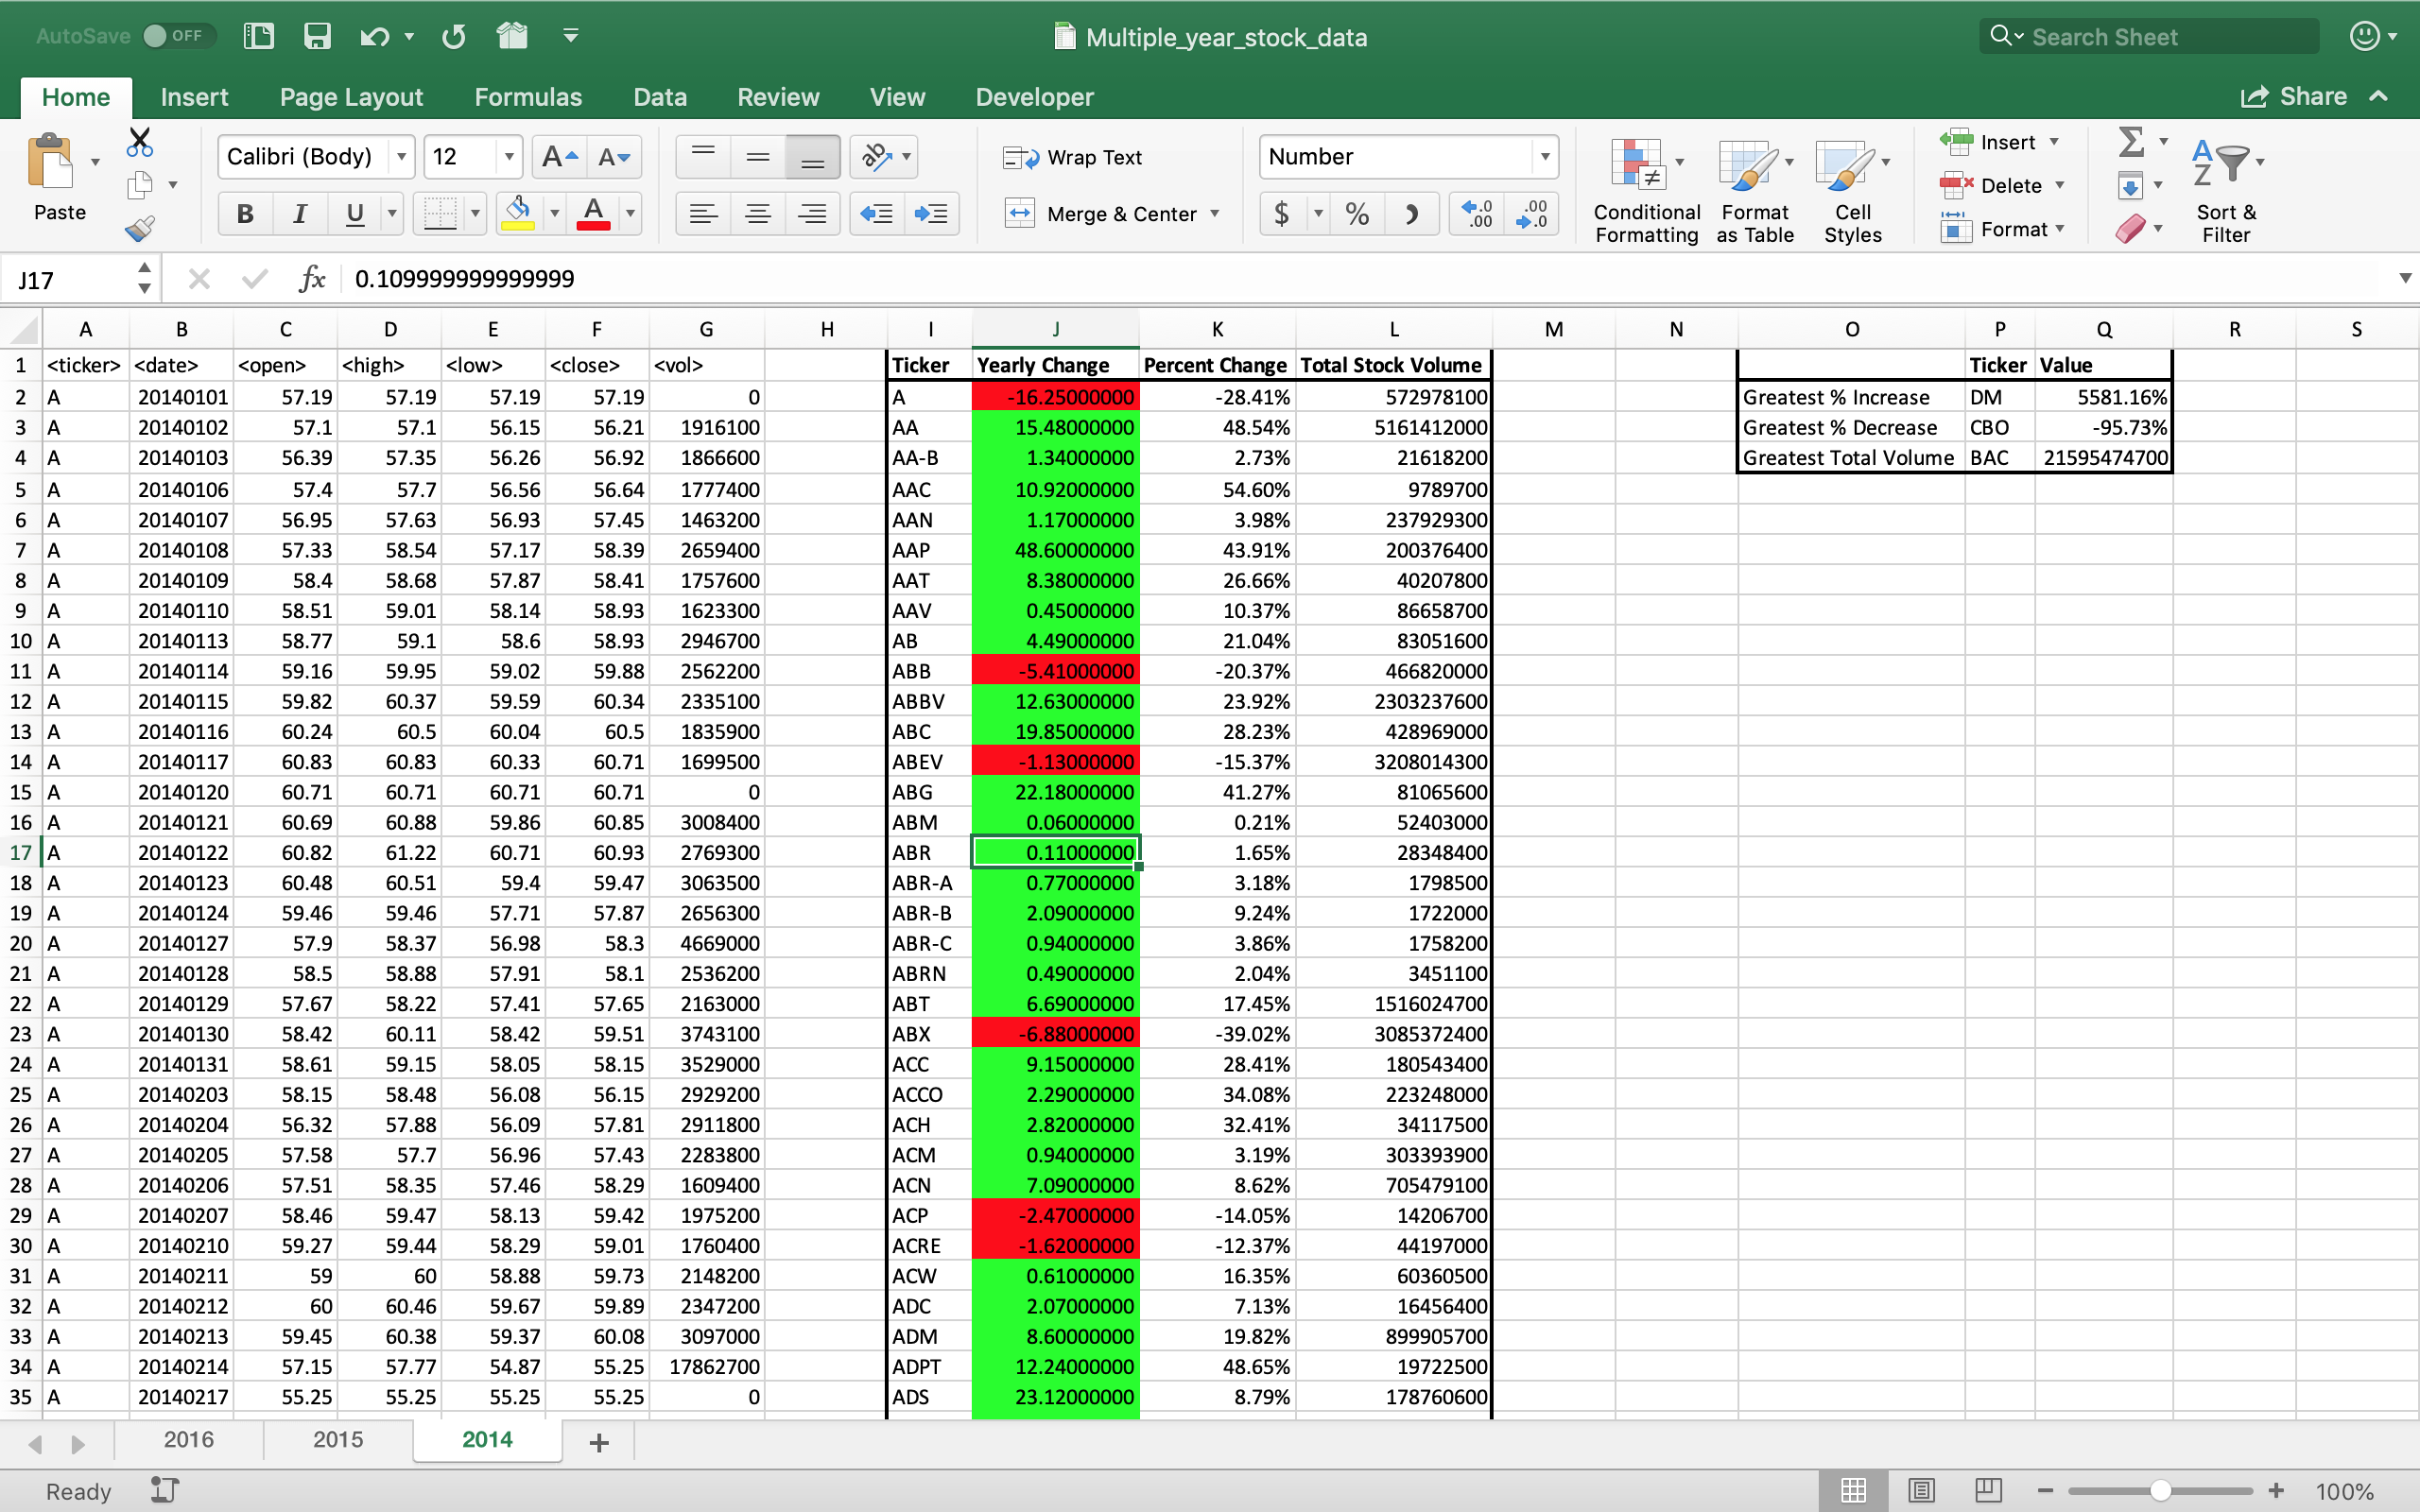 AutoSave OFF Multiple_year_stock_data Search Sheet
Home Insert Page Layout Formulas Data Review View Developer Share
Paste Calibri (Body) 12 A A ab Wrap Text Number Conditional Formatting Format as Table Cell Styles Insert Delete Format Σ A Z Sort & Filter
B I U A Merge & Center $ % .0 .00 .00 .0
J17 fx 0.109999999999999
A B C D E F G H I J K L M N O P Q R S
1 <ticker> <date> <open> <high> <low> <close> <vol> Ticker Yearly Change Percent Change Total Stock Volume Ticker Value
2 A 20140101 57.19 57.19 57.19 57.19 0 A -16.25000000 -28.41% 572978100 Greatest % Increase DM 5581.16%
3 A 20140102 57.1 57.1 56.15 56.21 1916100 AA 15.48000000 48.54% 5161412000 Greatest % Decrease CBO -95.73%
4 A 20140103 56.39 57.35 56.26 56.92 1866600 AA-B 1.34000000 2.73% 21618200 Greatest Total Volume BAC 21595474700
5 A 20140106 57.4 57.7 56.56 56.64 1777400 AAC 10.92000000 54.60% 9789700
6 A 20140107 56.95 57.63 56.93 57.45 1463200 AAN 1.17000000 3.98% 237929300
7 A 20140108 57.33 58.54 57.17 58.39 2659400 AAP 48.60000000 43.91% 200376400
8 A 20140109 58.4 58.68 57.87 58.41 1757600 AAT 8.38000000 26.66% 40207800
9 A 20140110 58.51 59.01 58.14 58.93 1623300 AAV 0.45000000 10.37% 86658700
10 A 20140113 58.77 59.1 58.6 58.93 2946700 AB 4.49000000 21.04% 83051600
11 A 20140114 59.16 59.95 59.02 59.88 2562200 ABB -5.41000000 -20.37% 466820000
12 A 20140115 59.82 60.37 59.59 60.34 2335100 ABBV 12.63000000 23.92% 2303237600
13 A 20140116 60.24 60.5 60.04 60.5 1835900 ABC 19.85000000 28.23% 428969000
14 A 20140117 60.83 60.83 60.33 60.71 1699500 ABEV -1.13000000 -15.37% 3208014300
15 A 20140120 60.71 60.71 60.71 60.71 0 ABG 22.18000000 41.27% 81065600
16 A 20140121 60.69 60.88 59.86 60.85 3008400 ABM 0.06000000 0.21% 52403000
17 A 20140122 60.82 61.22 60.71 60.93 2769300 ABR 0.11000000 1.65% 28348400
18 A 20140123 60.48 60.51 59.4 59.47 3063500 ABR-A 0.77000000 3.18% 1798500
19 A 20140124 59.46 59.46 57.71 57.87 2656300 ABR-B 2.09000000 9.24% 1722000
20 A 20140127 57.9 58.37 56.98 58.3 4669000 ABR-C 0.94000000 3.86% 1758200
21 A 20140128 58.5 58.88 57.91 58.1 2536200 ABRN 0.49000000 2.04% 3451100
22 A 20140129 57.67 58.22 57.41 57.65 2163000 ABT 6.69000000 17.45% 1516024700
23 A 20140130 58.42 60.11 58.42 59.51 3743100 ABX -6.88000000 -39.02% 3085372400
24 A 20140131 58.61 59.15 58.05 58.15 3529000 ACC 9.15000000 28.41% 180543400
25 A 20140203 58.15 58.48 56.08 56.15 2929200 ACCO 2.29000000 34.08% 223248000
26 A 20140204 56.32 57.88 56.09 57.81 2911800 ACH 2.82000000 32.41% 34117500
27 A 20140205 57.58 57.7 56.96 57.43 2283800 ACM 0.94000000 3.19% 303393900
28 A 20140206 57.51 58.35 57.46 58.29 1609400 ACN 7.09000000 8.62% 705479100
29 A 20140207 58.46 59.47 58.13 59.42 1975200 ACP -2.47000000 -14.05% 14206700
30 A 20140210 59.27 59.44 58.29 59.01 1760400 ACRE -1.62000000 -12.37% 44197000
31 A 20140211 59 60 58.88 59.73 2148200 ACW 0.61000000 16.35% 60360500
32 A 20140212 60 60.46 59.67 59.89 2347200 ADC 2.07000000 7.13% 16456400
33 A 20140213 59.45 60.38 59.37 60.08 3097000 ADM 8.60000000 19.82% 899905700
34 A 20140214 57.15 57.77 54.87 55.25 17862700 ADPT 12.24000000 48.65% 19722500
35 A 20140217 55.25 55.25 55.25 55.25 0 ADS 23.12000000 8.79% 178760600
2016 2015 2014 +
Ready 100%